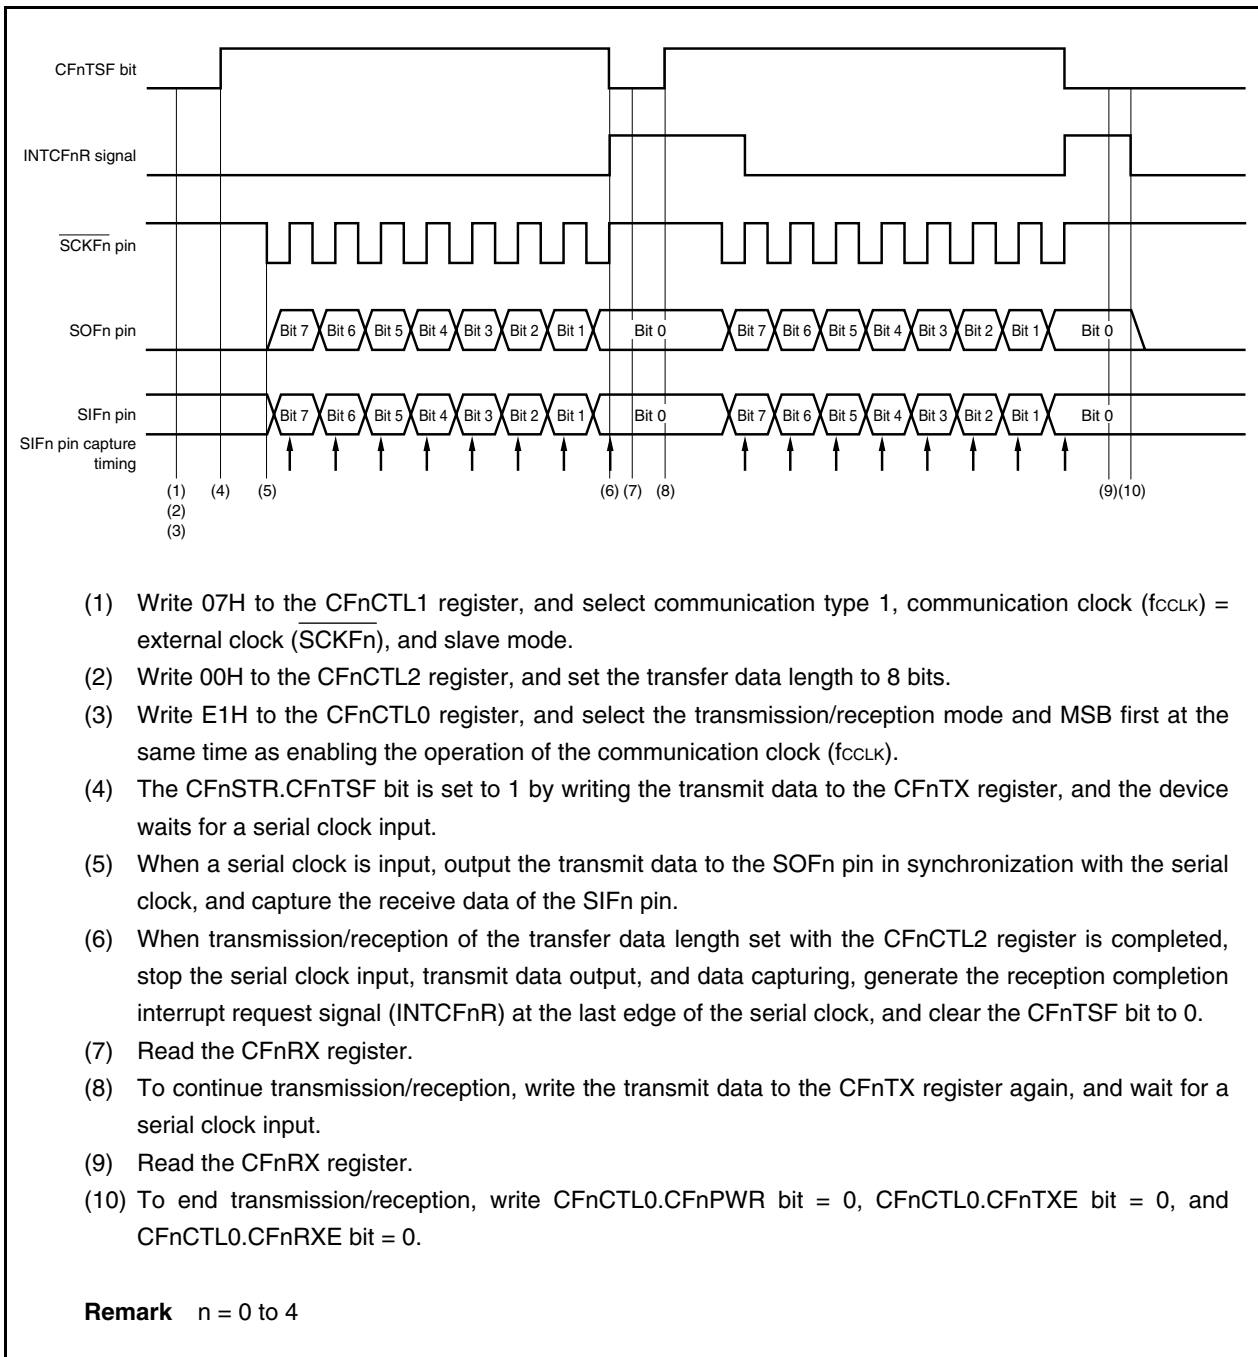 CFnTSF bit
INTCFnR signal
SCKFn pin
SOFn pin
Bit 7 Bit 6 Bit 5 Bit 4 Bit 3 Bit 2 Bit 1 Bit 0 Bit 7 Bit 6 Bit 5 Bit 4 Bit 3 Bit 2 Bit 1 Bit 0
SIFn pin
Bit 7 Bit 6 Bit 5 Bit 4 Bit 3 Bit 2 Bit 1 Bit 0 Bit 7 Bit 6 Bit 5 Bit 4 Bit 3 Bit 2 Bit 1 Bit 0
SIFn pin capture
timing
(1) (4) (5) (6) (7) (8) (9) (10)
(2)
(3)
(1) Write 07H to the CFnCTL1 register, and select communication type 1, communication clock (fCCLK) =
external clock (SCKFn), and slave mode.
(2) Write 00H to the CFnCTL2 register, and set the transfer data length to 8 bits.
(3) Write E1H to the CFnCTL0 register, and select the transmission/reception mode and MSB first at the
same time as enabling the operation of the communication clock (fCCLK).
(4) The CFnSTR.CFnTSF bit is set to 1 by writing the transmit data to the CFnTX register, and the device
waits for a serial clock input.
(5) When a serial clock is input, output the transmit data to the SOFn pin in synchronization with the serial
clock, and capture the receive data of the SIFn pin.
(6) When transmission/reception of the transfer data length set with the CFnCTL2 register is completed,
stop the serial clock input, transmit data output, and data capturing, generate the reception completion
interrupt request signal (INTCFnR) at the last edge of the serial clock, and clear the CFnTSF bit to 0.
(7) Read the CFnRX register.
(8) To continue transmission/reception, write the transmit data to the CFnTX register again, and wait for a
serial clock input.
(9) Read the CFnRX register.
(10) To end transmission/reception, write CFnCTL0.CFnPWR bit = 0, CFnCTL0.CFnTXE bit = 0, and
CFnCTL0.CFnRXE bit = 0.
Remark n = 0 to 4